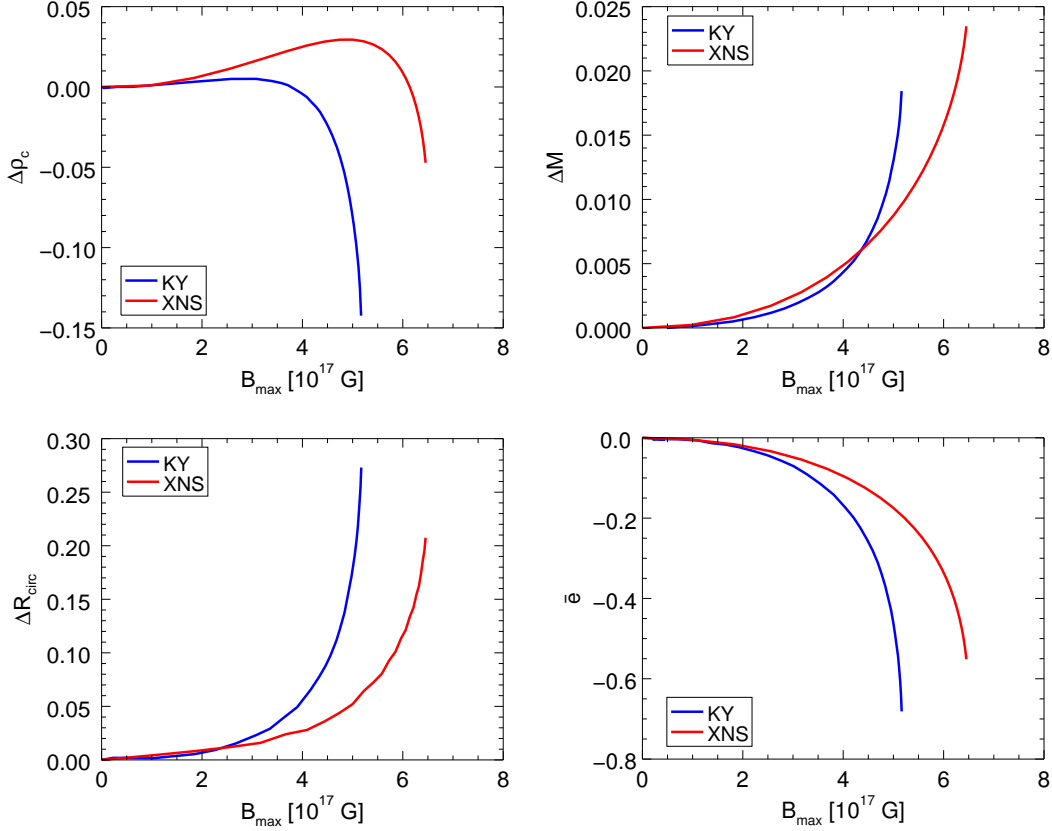 0.05
0.00
−0.05
−0.10
−0.15
Δρc
KY
XNS
0 2 4 6 8
Bmax [10^17 G]
0.025
0.020
0.015
0.010
0.005
0.000
ΔM
KY
XNS
0 2 4 6 8
Bmax [10^17 G]
0.30
0.25
0.20
0.15
0.10
0.05
0.00
ΔRcirc
KY
XNS
0 2 4 6 8
Bmax [10^17 G]
0.0
−0.2
−0.4
−0.6
−0.8
ē
KY
XNS
0 2 4 6 8
Bmax [10^17 G]